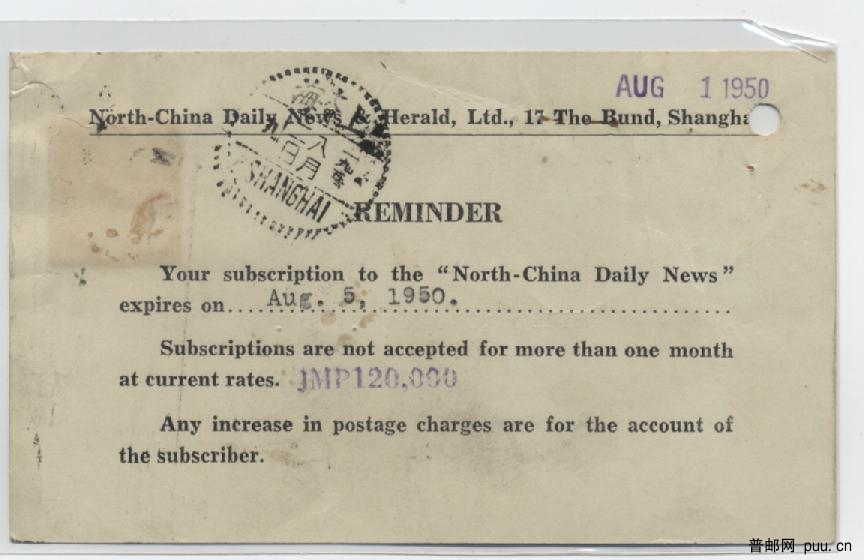 AUG 1 1950
North-China Daily News & Herald, Ltd., 17 The Bund, Shangha
SHANGHAI
REMINDER
Your subscription to the “North-China Daily News”
expires on....Aug. 5, 1950.
Subscriptions are not accepted for more than one month
at current rates. JMP120,000
Any increase in postage charges are for the account of
the subscriber.
普邮网 puu.cn